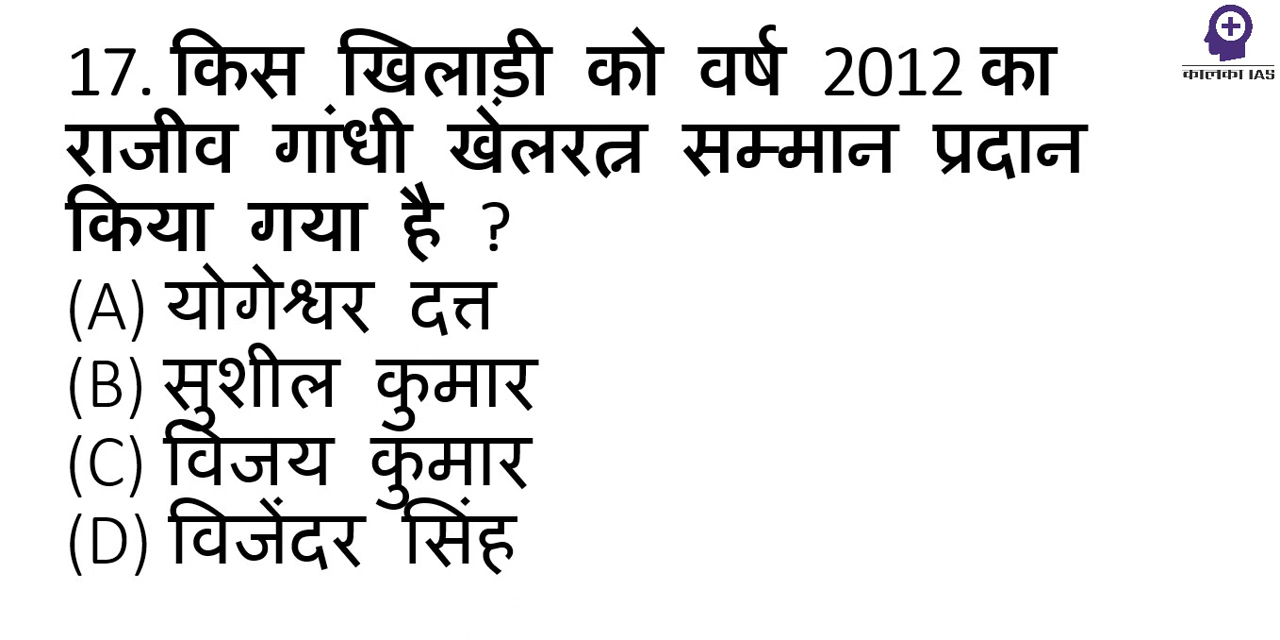 17. किस खिलाड़ी को वर्ष 2012 का
राजीव गांधी खेलरत्न सम्मान प्रदान
किया गया है ?
(A) योगेश्वर दत्त
(B) सुशील कुमार
(C) विजय कुमार
(D) विजेंदर सिंह
कालका IAS